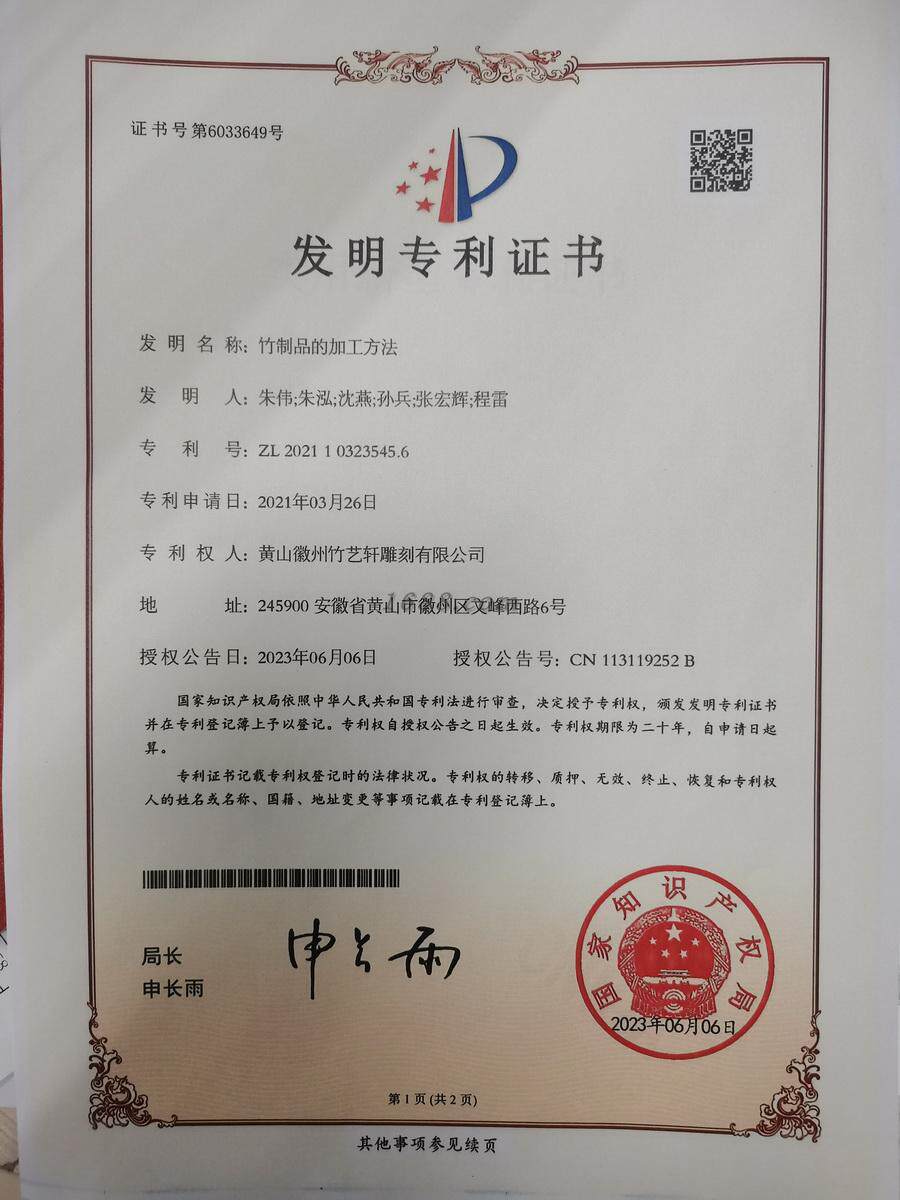 证书号第6033649号
发明专利证书
发明名称：竹制品的加工方法
发明人：朱伟;朱泓;沈燕;孙兵;张宏辉;程雷
专利号：ZL 2021 1 0323545.6
专利申请日：2021年03月26日
专利权人：黄山徽州竹艺轩雕刻有限公司
地址：245900 安徽省黄山市徽州区文峰西路6号
1688.com
授权公告日：2023年06月06日 授权公告号：CN 113119252 B
国家知识产权局依照中华人民共和国专利法进行审查，决定授予专利权，颁发发明专利证书
并在专利登记簿上予以登记。专利权自授权公告之日起生效。专利权期限为二十年，自申请日起
算。
专利证书记载专利权登记时的法律状况。专利权的转移、质押、无效、终止、恢复和专利权
人的姓名或名称、国籍、地址变更等事项记载在专利登记簿上。
局长
申长雨
申长雨
国家知识产权局
2023年06月06日
第1页(共2页)
其他事项参见续页